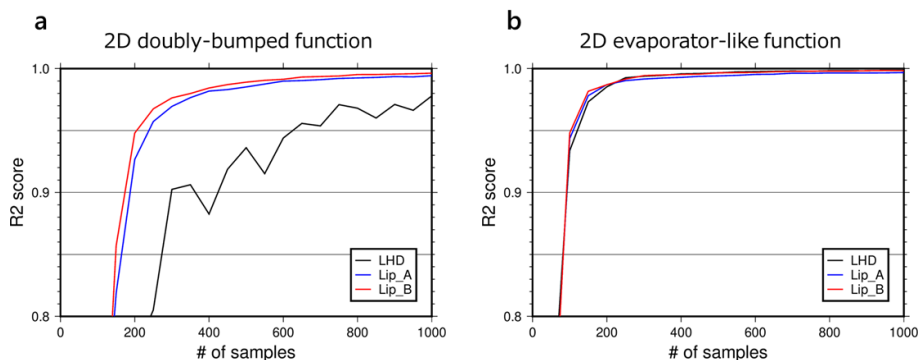 a
2D doubly-bumped function
R2 score
1.0
0.9
0.8
LHD
Lip_A
Lip_B
0 200 400 600 800 1000
# of samples
b
2D evaporator-like function
R2 score
1.0
0.9
0.8
LHD
Lip_A
Lip_B
0 200 400 600 800 1000
# of samples